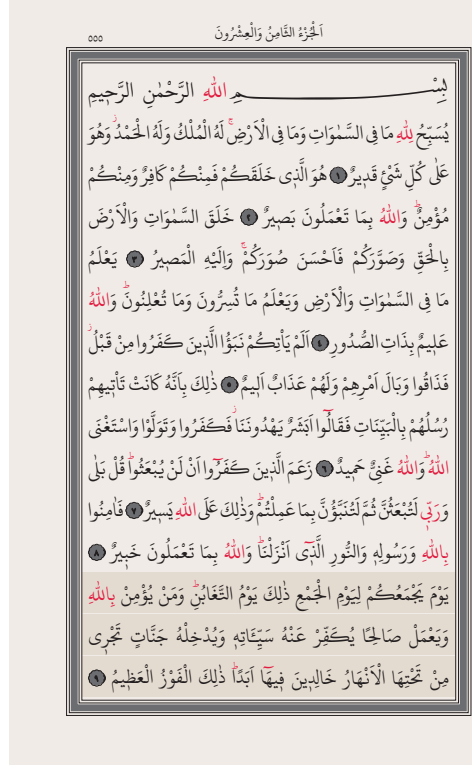 اَلْجُزْءُ الثَّامِنُ وَالْعِشْرُونَ
٥٥٥
بِسْمِ اللهِ الرَّحْمٰنِ الرَّح۪يمِ
يُسَبِّحُ لِلّٰهِ مَا فِي السَّمٰوَاتِ وَمَا فِي الْاَرْضِۚ لَهُ الْمُلْكُ وَلَهُ الْحَمْدُۘ وَهُوَ
عَلٰى كُلِّ شَيْءٍ قَد۪يرٌ ﴿١﴾ هُوَ الَّذ۪ي خَلَقَكُمْ فَمِنْكُمْ كَافِرٌ وَمِنْكُمْ
مُؤْمِنٌۜ وَاللّٰهُ بِمَا تَعْمَلُونَ بَص۪يرٌ ﴿٢﴾ خَلَقَ السَّمٰوَاتِ وَالْاَرْضَ
بِالْحَقِّ وَصَوَّرَكُمْ فَاَحْسَنَ صُوَرَكُمْۚ وَاِلَيْهِ الْمَص۪يرُ ﴿٣﴾ يَعْلَمُ
مَا فِي السَّمٰوَاتِ وَالْاَرْضِ وَيَعْلَمُ مَا تُسِرُّونَ وَمَا تُعْلِنُونَۜ وَاللّٰهُ
عَل۪يمٌ بِذَاتِ الصُّدُورِ ﴿٤﴾ اَلَمْ يَأْتِكُمْ نَبَؤُا الَّذ۪ينَ كَفَرُوا مِنْ قَبْلُۘ
فَذَاقُوا وَبَالَ اَمْرِهِمْ وَلَهُمْ عَذَابٌ اَل۪يمٌ ﴿٥﴾ ذٰلِكَ بِاَنَّهُ كَانَتْ تَأْت۪يهِمْ
رُسُلُهُمْ بِالْبَيِّنَاتِ فَقَالُٓوا اَبَشَرٌ يَهْدُونَنَاۘ فَكَفَرُوا وَتَوَلَّوْا وَاسْتَغْنَى
اللّٰهُۜ وَاللّٰهُ غَنِيٌّ حَم۪يدٌ ﴿٦﴾ زَعَمَ الَّذ۪ينَ كَفَرُٓوا اَنْ لَنْ يُبْعَثُواۜ قُلْ بَلٰى
وَرَبّ۪ي لَتُبْعَثُنَّ ثُمَّ لَتُنَبَّؤُنَّ بِمَا عَمِلْتُمْۜ وَذٰلِكَ عَلَى اللّٰهِ يَس۪يرٌ ﴿٧﴾ فَاٰمِنُوا
بِاللّٰهِ وَرَسُولِه۪ وَالنُّورِ الَّذ۪ٓي اَنْزَلْنَاۜ وَاللّٰهُ بِمَا تَعْمَلُونَ خَب۪يرٌ ﴿٨﴾
يَوْمَ يَجْمَعُكُمْ لِيَوْمِ الْجَمْعِ ذٰلِكَ يَوْمُ التَّغَابُنِۜ وَمَنْ يُؤْمِنْ بِاللّٰهِ
وَيَعْمَلْ صَالِحًا يُكَفِّرْ عَنْهُ سَيِّـَٔاتِه۪ وَيُدْخِلْهُ جَنَّاتٍ تَجْر۪ي
مِنْ تَحْتِهَا الْاَنْهَارُ خَالِد۪ينَ ف۪يهَٓا اَبَدًاۜ ذٰلِكَ الْفَوْزُ الْعَظ۪يمُ ﴿٩﴾